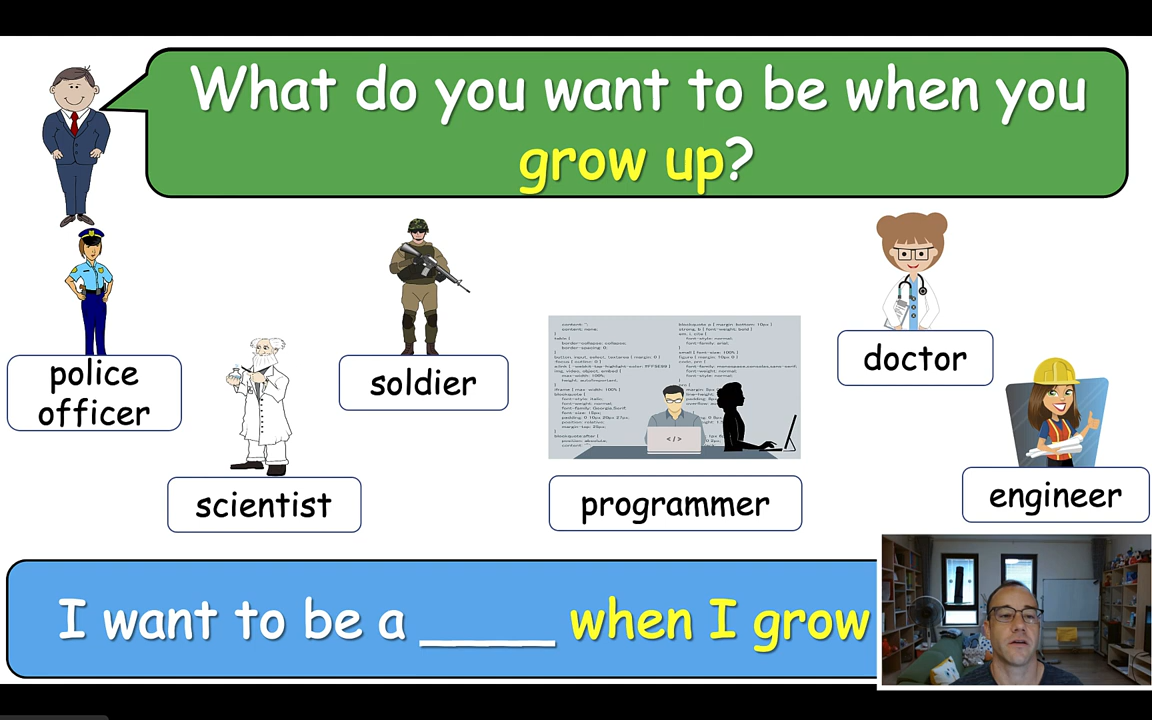 What do you want to be when you
grow up?
police
officer
soldier
doctor
scientist
programmer
engineer
I want to be a _____ when I grow